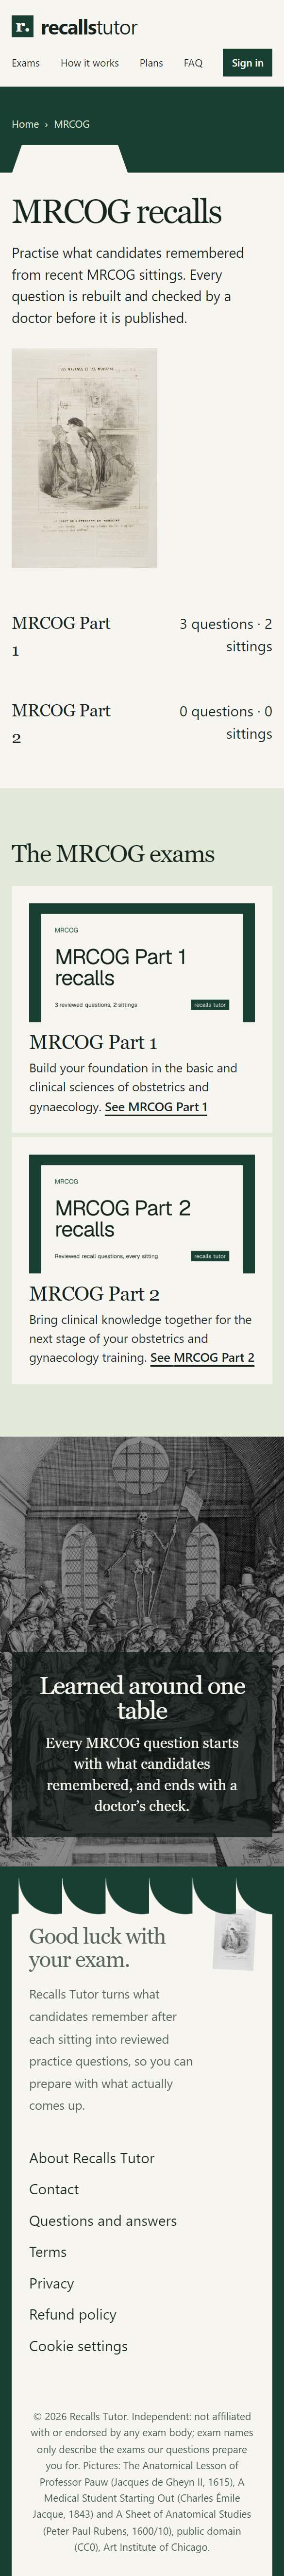 r. recallstutor
Exams How it works Plans FAQ Sign in
Home › MRCOG
MRCOG recalls
Practise what candidates remembered
from recent MRCOG sittings. Every
question is rebuilt and checked by a
doctor before it is published.
MRCOG Part
1
3 questions · 2
sittings
MRCOG Part
2
0 questions · 0
sittings
The MRCOG exams
MRCOG
MRCOG Part 1
recalls
3 reviewed questions, 2 sittings
recalls tutor
MRCOG Part 1
Build your foundation in the basic and
clinical sciences of obstetrics and
gynaecology. See MRCOG Part 1
MRCOG
MRCOG Part 2
recalls
Reviewed recall questions, every sitting
recalls tutor
MRCOG Part 2
Bring clinical knowledge together for the
next stage of your obstetrics and
gynaecology training. See MRCOG Part 2
Learned around one
table
Every MRCOG question starts
with what candidates
remembered, and ends with a
doctor’s check.
Good luck with
your exam.
Recalls Tutor turns what
candidates remember after
each sitting into reviewed
practice questions, so you can
prepare with what actually
comes up.
About Recalls Tutor
Contact
Questions and answers
Terms
Privacy
Refund policy
Cookie settings
© 2026 Recalls Tutor. Independent: not affiliated
with or endorsed by any exam body; exam names
only describe the exams our questions prepare
you for. Pictures: The Anatomical Lesson of
Professor Pauw (Jacques de Gheyn II, 1615), A
Medical Student Starting Out (Charles Émile
Jacque, 1843) and A Sheet of Anatomical Studies
(Peter Paul Rubens, 1600/10), public domain
(CC0), Art Institute of Chicago.